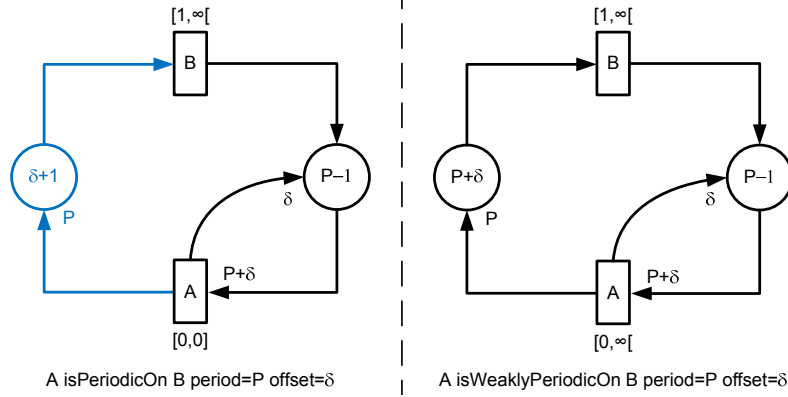 [1,∞[
B
δ+1
P−1
δ
P
P+δ
A
[0,0]
A isPeriodicOn B period=P offset=δ
[1,∞[
B
P+δ
P−1
δ
P
P+δ
A
[0,∞[
A isWeaklyPeriodicOn B period=P offset=δ